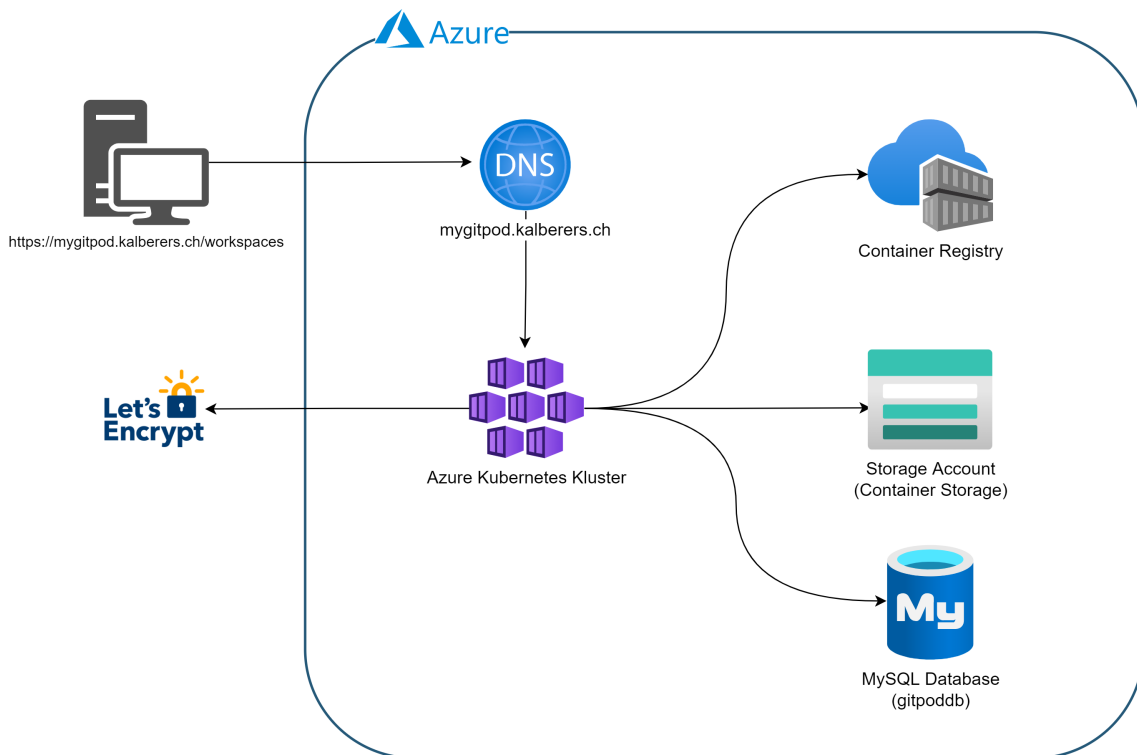 Azure
DNS
mygitpod.kalberers.ch
https://mygitpod.kalberers.ch/workspaces
Container Registry
Let's
Encrypt
Azure Kubernetes Kluster
Storage Account
(Container Storage)
My
MySQL Database
(gitpoddb)